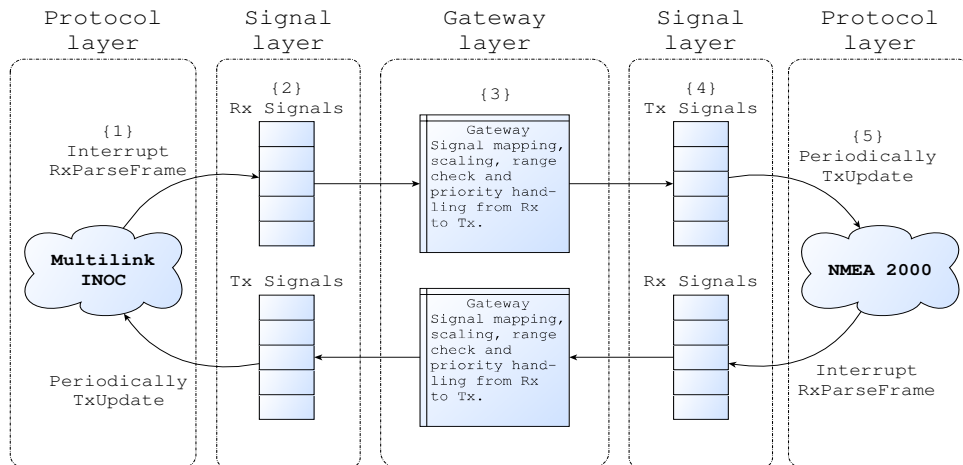 Protocol
layer
Signal
layer
Gateway
layer
Signal
layer
Protocol
layer
{1}
Interrupt
RxParseFrame
{2}
Rx Signals
{3}
Gateway
Signal mapping,
scaling, range
check and
priority hand-
ling from Rx
to Tx.
{4}
Tx Signals
{5}
Periodically
TxUpdate
Multilink
INOC
NMEA 2000
Tx Signals
Gateway
Signal mapping,
scaling, range
check and
priority hand-
ling from Rx
to Tx.
Rx Signals
Periodically
TxUpdate
Interrupt
RxParseFrame